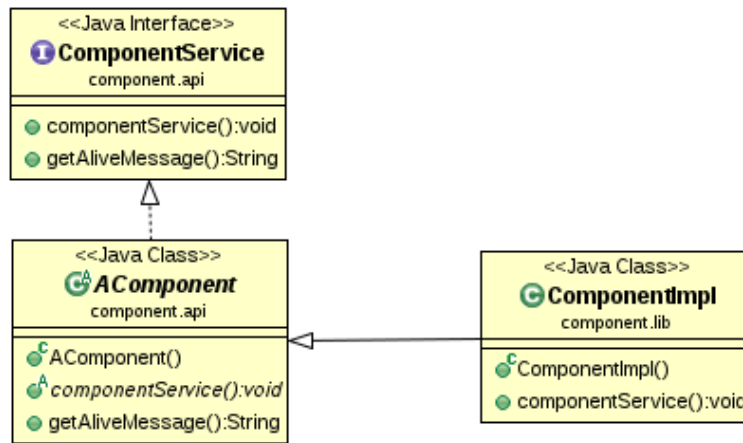 <<Java Interface>>
I ComponentService
component.api
componentService():void
getAliveMessage():String
<<Java Class>>
C A AComponent
component.api
C AComponent()
A componentService():void
getAliveMessage():String
<<Java Class>>
C ComponentImpl
component.lib
C ComponentImpl()
componentService():void